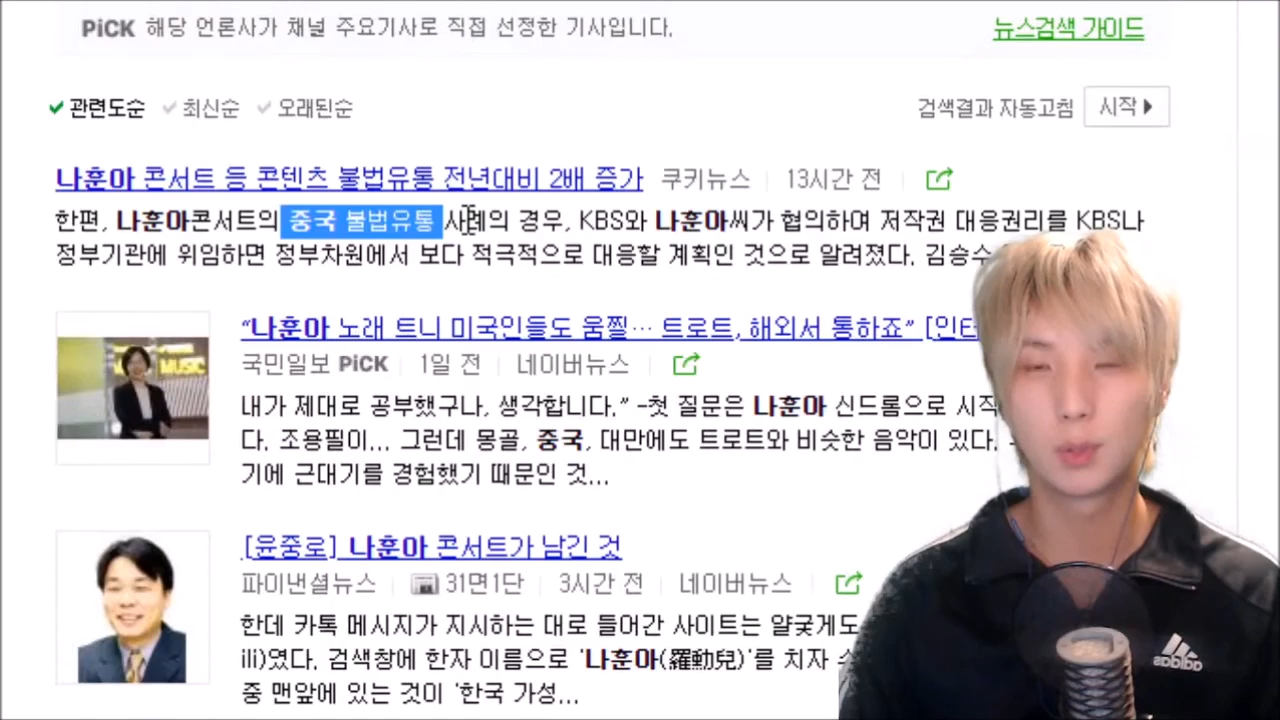 PiCK 해당 언론사가 채널 주요기사로 직접 선정한 기사입니다.
뉴스검색 가이드
관련도순 최신순 오래된순
검색결과 자동고침 시작
나훈아 콘서트 등 콘텐츠 불법유통 전년대비 2배 증가 쿠키뉴스 13시간 전
한편, 나훈아콘서트의 중국 불법유통 사례의 경우, KBS와 나훈아씨가 협의하여 저작권 대응권리를 KBS나
정부기관에 위임하면 정부차원에서 보다 적극적으로 대응할 계획인 것으로 알려졌다. 김승수
“나훈아 노래 트니 미국인들도 움찔… 트로트, 해외서 통하죠” [인터
국민일보 PiCK 1일 전 네이버뉴스
내가 제대로 공부했구나, 생각합니다.” -첫 질문은 나훈아 신드롬으로 시작
다. 조용필이... 그런데 몽골, 중국, 대만에도 트로트와 비슷한 음악이 있다.
기에 근대기를 경험했기 때문인 것...
MUSIC
[윤중로] 나훈아 콘서트가 남긴 것
파이낸셜뉴스 31면1단 3시간 전 네이버뉴스
한데 카톡 메시지가 지시하는 대로 들어간 사이트는 얄궂게도
ili)였다. 검색창에 한자 이름으로 '나훈아(羅勳兒)'를 치자
중 맨앞에 있는 것이 '한국 가성...
adidas